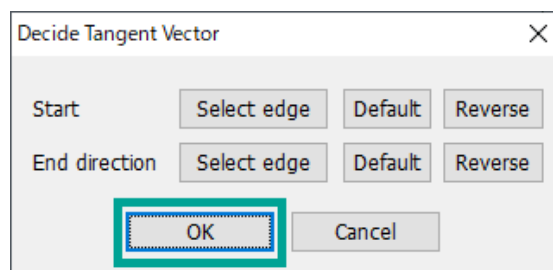 Decide Tangent Vector
Start Select edge Default Reverse
End direction Select edge Default Reverse
OK Cancel